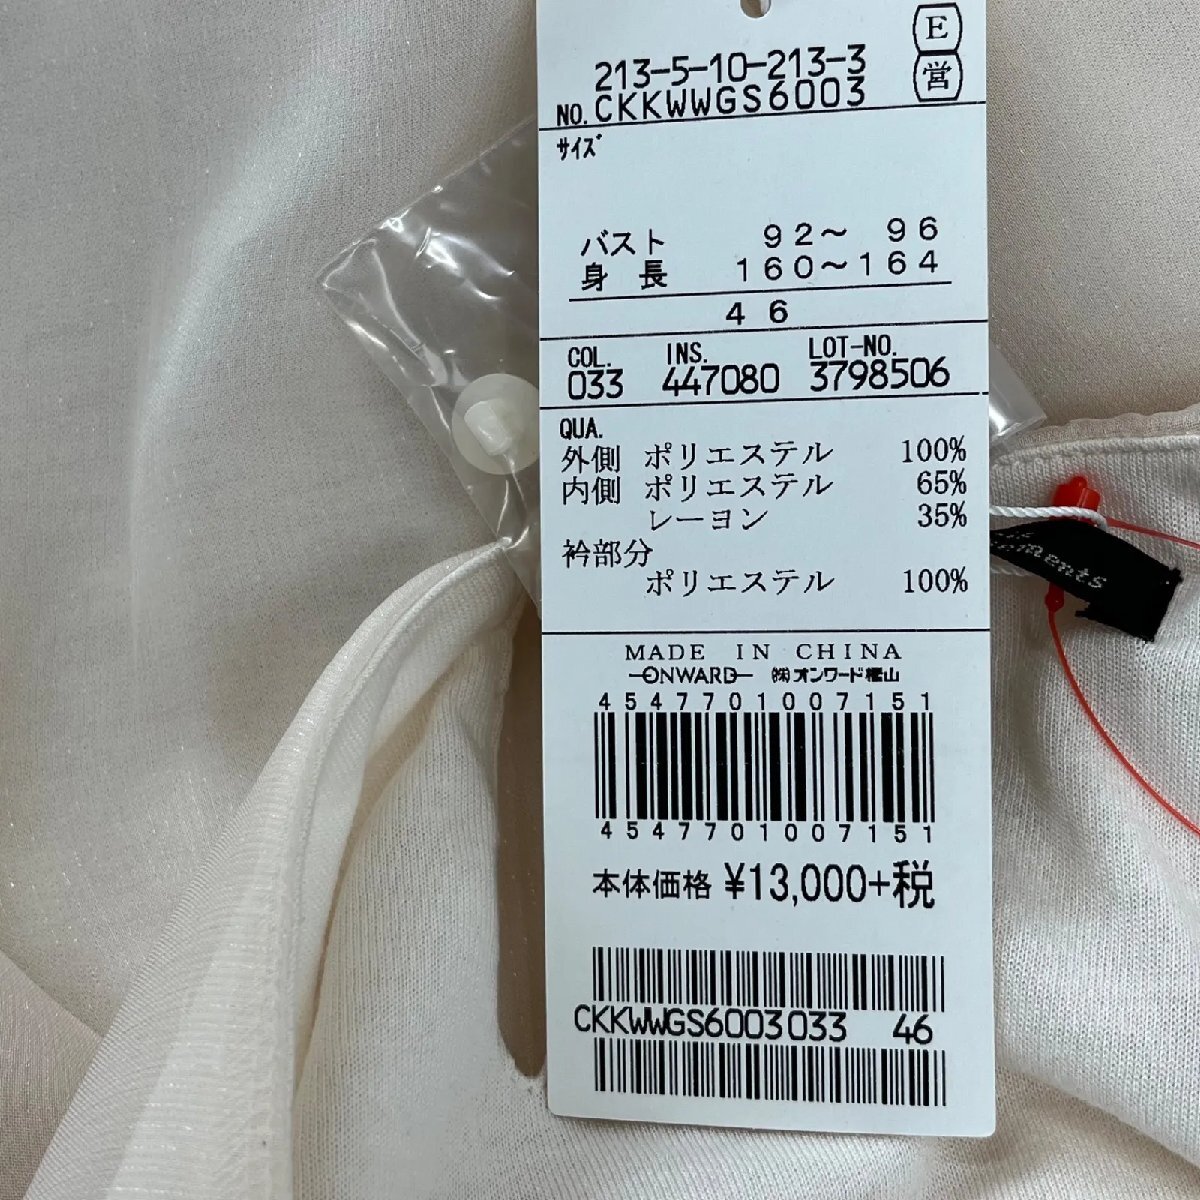 E
営
213-5-10-213-3
NO. CKKWWGS6003
サイズ
バスト 92～ 96
身 長 160～164
46
COL. INS. LOT-NO.
033 447080 3798506
QUA.
外側 ポリエステル 100%
内側 ポリエステル 65%
レーヨン 35%
衿部分
ポリエステル 100%
MADE IN CHINA
ONWARD ㈱オンワード樫山
4547701007151
4547701007151
本体価格 ¥13,000+税
CKKWWGS6003033 46